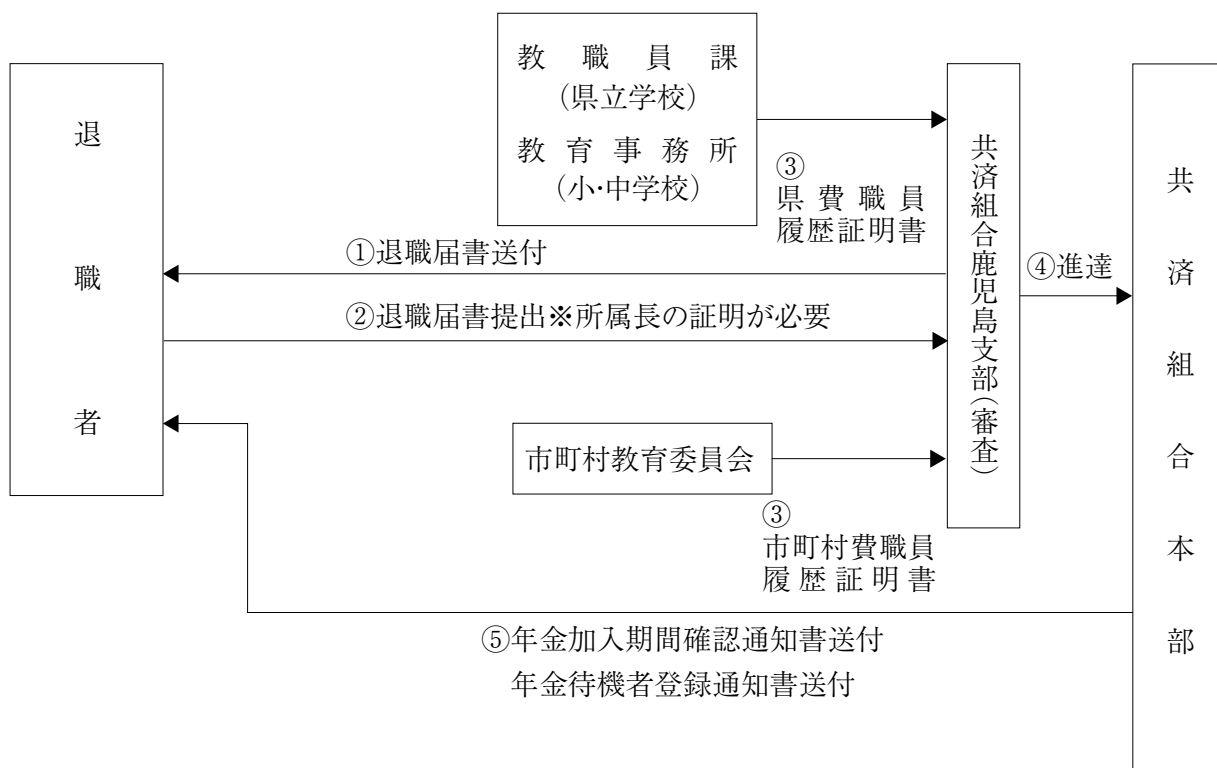 教職員課
（県立学校）
教育事務所
（小・中学校）
退職者
③
県費職員
履歴証明書
共済組合鹿児島支部（審査）
共済組合本部
①退職届書送付
④進達
②退職届書提出※所属長の証明が必要
市町村教育委員会
③
市町村費職員
履歴証明書
⑤年金加入期間確認通知書送付
年金待機者登録通知書送付